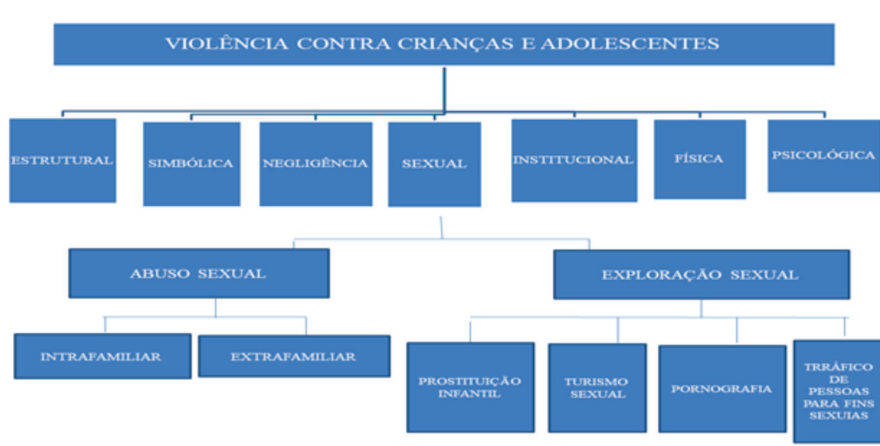 VIOLÊNCIA CONTRA CRIANÇAS E ADOLESCENTES
ESTRUTURAL
SIMBÓLICA
NEGLIGÊNCIA
SEXUAL
INSTITUCIONAL
FÍSICA
PSICOLÓGICA
ABUSO SEXUAL
EXPLORAÇÃO SEXUAL
INTRAFAMILIAR
EXTRAFAMILIAR
PROSTITUIÇÃO
INFANTIL
TURISMO
SEXUAL
PORNOGRAFIA
TRRÁFICO
DE
PESSOAS
PARA FINS
SEXUIAS